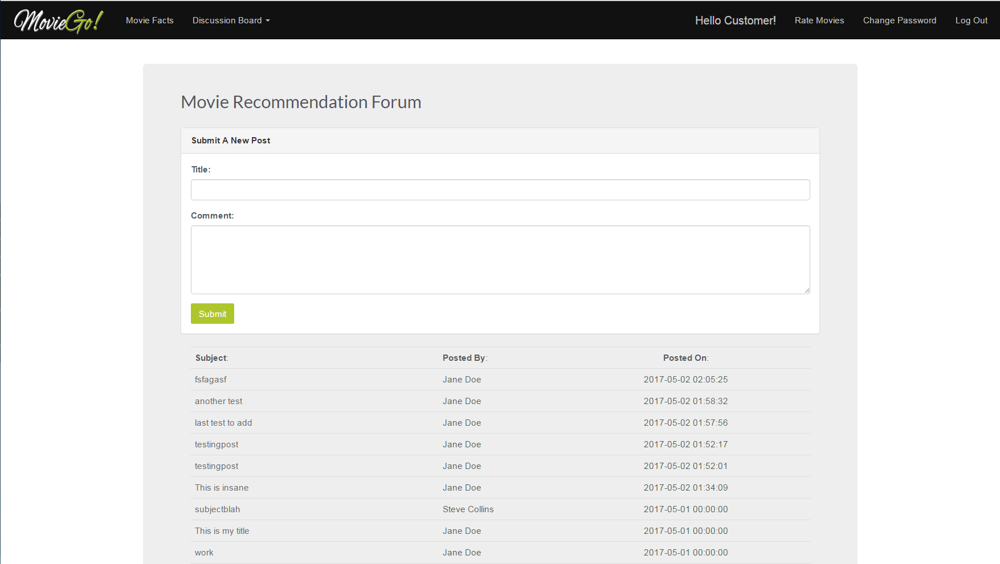 MovieGo! Movie Facts Discussion Board Hello Customer! Rate Movies Change Password Log Out
Movie Recommendation Forum
Submit A New Post
Title:
Comment:
Submit
Subject: Posted By: Posted On:
fsfagasf Jane Doe 2017-05-02 02:05:25
another test Jane Doe 2017-05-02 01:58:32
last test to add Jane Doe 2017-05-02 01:57:56
testingpost Jane Doe 2017-05-02 01:52:17
testingpost Jane Doe 2017-05-02 01:52:01
This is insane Jane Doe 2017-05-02 01:34:09
subjectblah Steve Collins 2017-05-01 00:00:00
This is my title Jane Doe 2017-05-01 00:00:00
work Jane Doe 2017-05-01 00:00:00